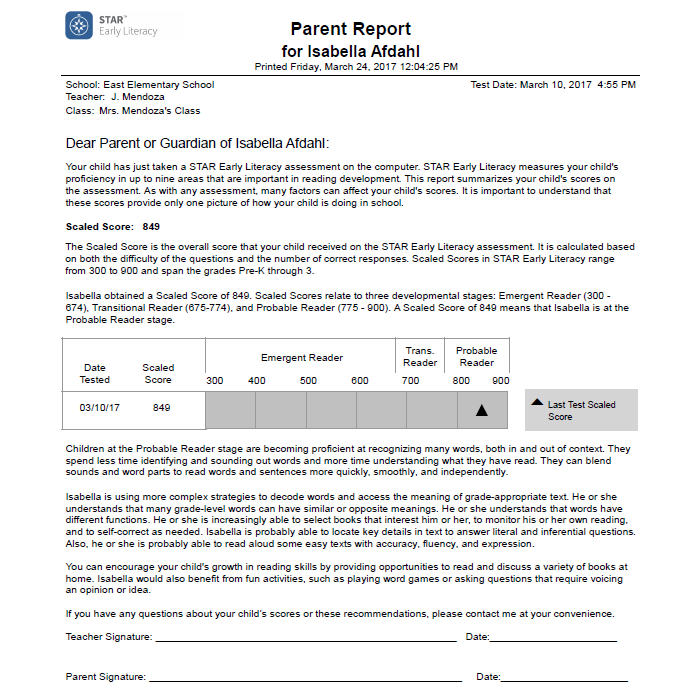 STAR™
Early Literacy
Parent Report
for Isabella Afdahl
Printed Friday, March 24, 2017 12:04:25 PM
School: East Elementary School
Test Date: March 10, 2017 4:55 PM
Teacher: J. Mendoza
Class: Mrs. Mendoza's Class
Dear Parent or Guardian of Isabella Afdahl:
Your child has just taken a STAR Early Literacy assessment on the computer. STAR Early Literacy measures your child's
proficiency in up to nine areas that are important in reading development. This report summarizes your child's scores on
the assessment. As with any assessment, many factors can affect your child's scores. It is important to understand that
these scores provide only one picture of how your child is doing in school.
Scaled Score: 849
The Scaled Score is the overall score that your child received on the STAR Early Literacy assessment. It is calculated based
on both the difficulty of the questions and the number of correct responses. Scaled Scores in STAR Early Literacy range
from 300 to 900 and span the grades Pre-K through 3.
Isabella obtained a Scaled Score of 849. Scaled Scores relate to three developmental stages: Emergent Reader (300 -
674), Transitional Reader (675-774), and Probable Reader (775 - 900). A Scaled Score of 849 means that Isabella is at the
Probable Reader stage.
Date
Tested
Scaled
Score
Emergent Reader
Trans.
Reader
Probable
Reader
300 400 500 600 700 800 900
03/10/17 849
Last Test Scaled
Score
Children at the Probable Reader stage are becoming proficient at recognizing many words, both in and out of context. They
spend less time identifying and sounding out words and more time understanding what they have read. They can blend
sounds and word parts to read words and sentences more quickly, smoothly, and independently.
Isabella is using more complex strategies to decode words and access the meaning of grade-appropriate text. He or she
understands that many grade-level words can have similar or opposite meanings. He or she understands that words have
different functions. He or she is increasingly able to select books that interest him or her, to monitor his or her own reading,
and to self-correct as needed. Isabella is probably able to locate key details in text to answer literal and inferential questions.
Also, he or she is probably able to read aloud some easy texts with accuracy, fluency, and expression.
You can encourage your child's growth in reading skills by providing opportunities to read and discuss a variety of books at
home. Isabella would also benefit from fun activities, such as playing word games or asking questions that require voicing
an opinion or idea.
If you have any questions about your child's scores or these recommendations, please contact me at your convenience.
Teacher Signature: Date:
Parent Signature: Date: